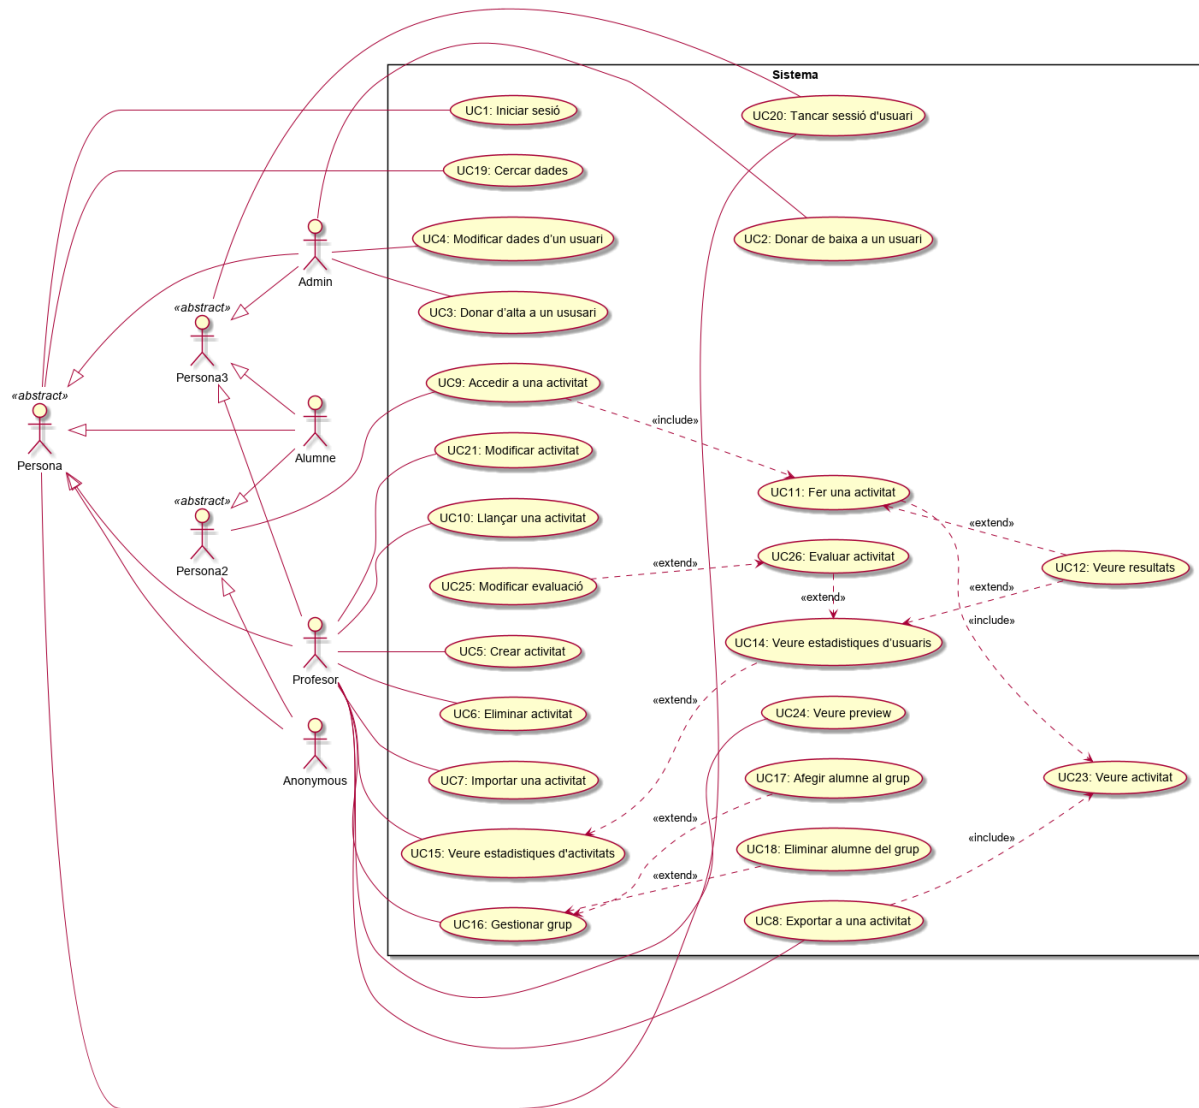 Sistema
UC1: Iniciar sesió
UC20: Tancar sessió d'usuari
UC19: Cercar dades
UC4: Modificar dades d'un usuari
UC2: Donar de baixa a un usuari
Admin
UC3: Donar d'alta a un ususari
«abstract»
Persona3
UC9: Accedir a una activitat
«abstract»
Persona
«include»
Alumne
UC21: Modificar activitat
UC11: Fer una activitat
«abstract»
Persona2
UC10: Llançar una activitat
«extend»
UC26: Evaluar activitat
UC12: Veure resultats
UC25: Modificar evaluació
«extend»
«extend»
«extend»
«include»
UC14: Veure estadistiques d'usuaris
UC5: Crear activitat
Profesor
«extend»
UC6: Eliminar activitat
UC24: Veure preview
Anonymous
UC7: Importar una activitat
UC17: Afegir alumne al grup
UC23: Veure activitat
«extend»
UC15: Veure estadistiques d'activitats
UC18: Eliminar alumne del grup
«include»
«extend»
UC16: Gestionar grup
UC8: Exportar a una activitat